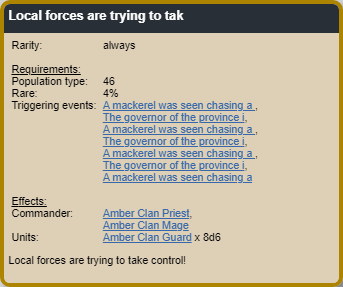 Local forces are trying to tak
Rarity: always
Requirements:
Population type: 46
Rare: 4%
Triggering events: A mackerel was seen chasing a ,
The governor of the province i,
A mackerel was seen chasing a ,
The governor of the province i,
A mackerel was seen chasing a ,
The governor of the province i,
A mackerel was seen chasing a
Effects:
Commander: Amber Clan Priest,
Amber Clan Mage
Units: Amber Clan Guard x 8d6
Local forces are trying to take control!